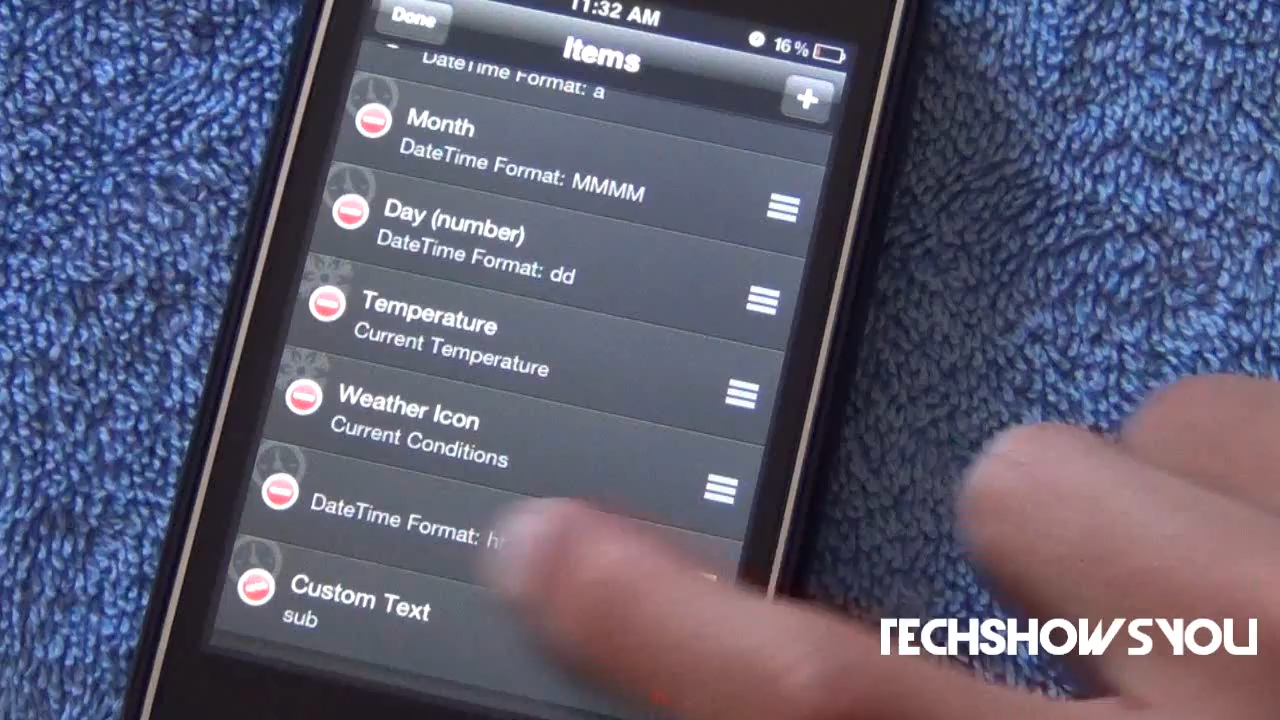 11:32 AM
16%
Done
Items
+
DateTime Format: a
Month
DateTime Format: MMMM
Day (number)
DateTime Format: dd
Temperature
Current Temperature
Weather Icon
Current Conditions
DateTime Format:
Custom Text
sub
TECHSHOWSYOU